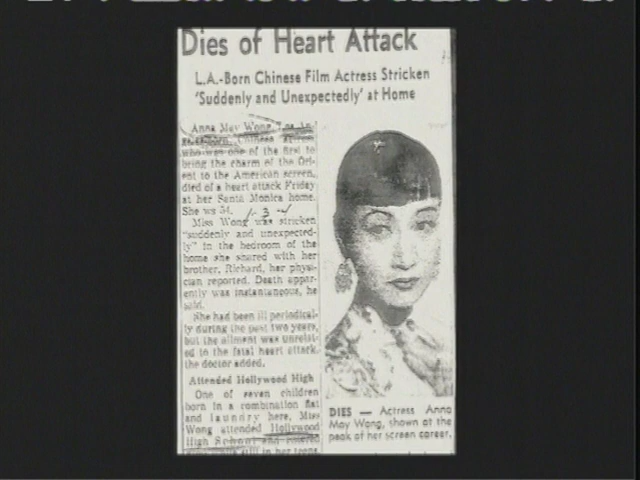 Dies of Heart Attack
L.A.-Born Chinese Film Actress Stricken
'Suddenly and Unexpectedly' at Home
Anna May Wong,
Chinese
who was one of the first to
bring the charm of the Ori-
ent to the American screen,
died of a heart attack Friday
at her Santa Monica home.
She ws 54.
Miss Wong was stricken
"suddenly and unexpected-
ly" in the bedroom of the
home she shared with her
brother, Richard, her physi-
cian reported. Death appar-
ently was instantaneous, he
said.
She had been ill periodical-
ly during the past two years,
but the ailment was unrelat-
ed to the fatal heart attack,
the doctor added.
Attended Hollywood High
One of seven children
born in a combination flat
and laundry here, Miss
Wong attended Hollywood
High School and
still in her teens
DIES — Actress Anna
May Wong, shown at the
peak of her screen career.